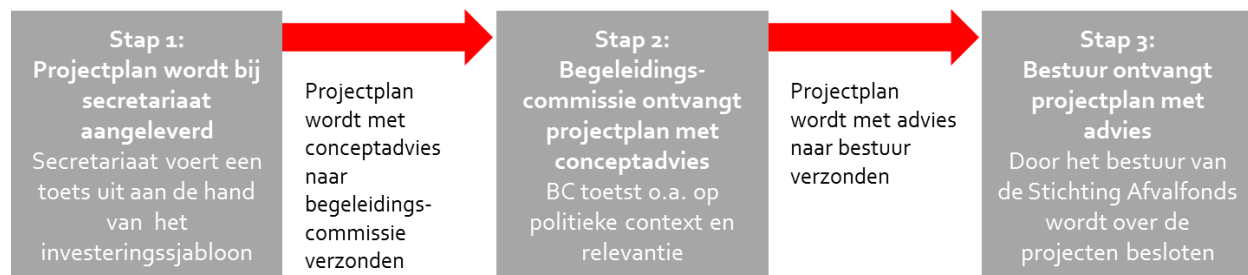 Stap 1:
Projectplan wordt bij
secretariaat
aangeleverd
Secretariaat voert een
toets uit aan de hand
van het
investeringssjabloon
Projectplan
wordt met
conceptadvies
naar
begeleidings-
commissie
verzonden
Stap 2:
Begeleidings-
commissie ontvangt
projectplan met
conceptadvies
BC toetst o.a. op
politieke context en
relevantie
Projectplan
wordt met advies
naar bestuur
verzonden
Stap 3:
Bestuur ontvangt
projectplan met
advies
Door het bestuur van
de Stichting Afvalfonds
wordt over de
projecten besloten